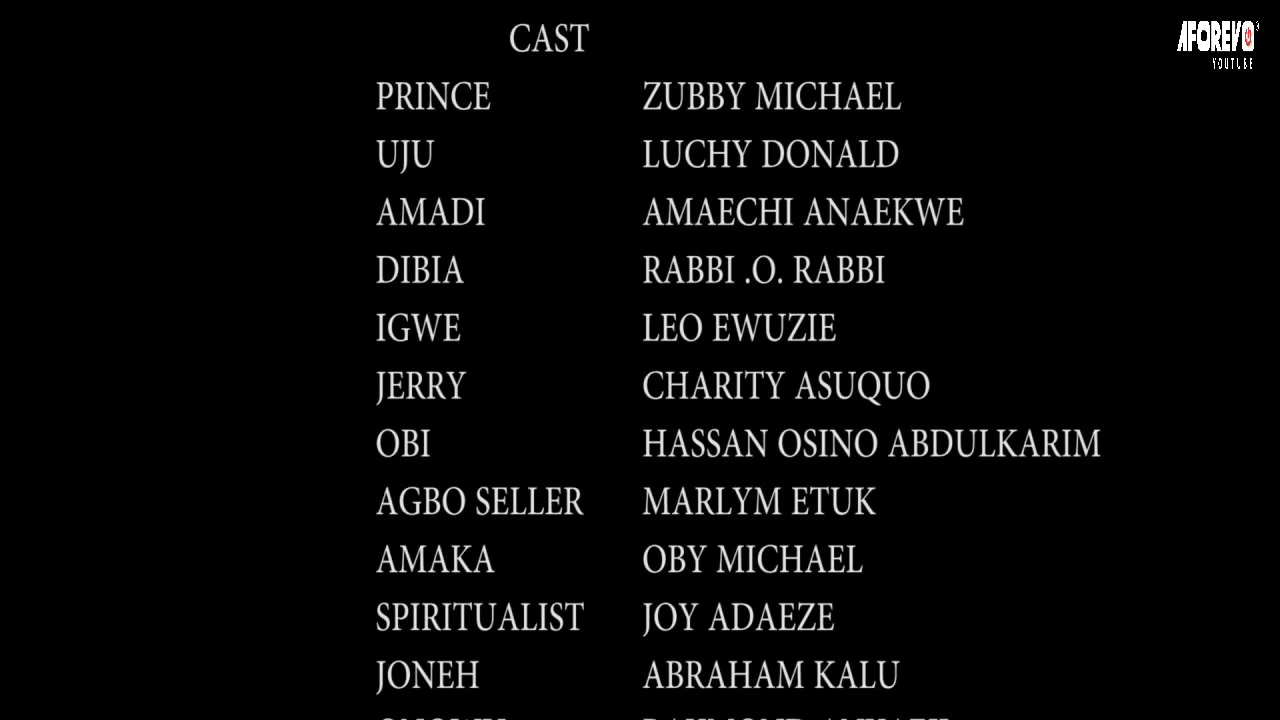 CAST
AFOREVO
YOUTUBE
PRINCE ZUBBY MICHAEL
UJU LUCHY DONALD
AMADI AMAECHI ANAEKWE
DIBIA RABBI .O. RABBI
IGWE LEO EWUZIE
JERRY CHARITY ASUQUO
OBI HASSAN OSINO ABDULKARIM
AGBO SELLER MARLYM ETUK
AMAKA OBY MICHAEL
SPIRITUALIST JOY ADAEZE
JONEH ABRAHAM KALU